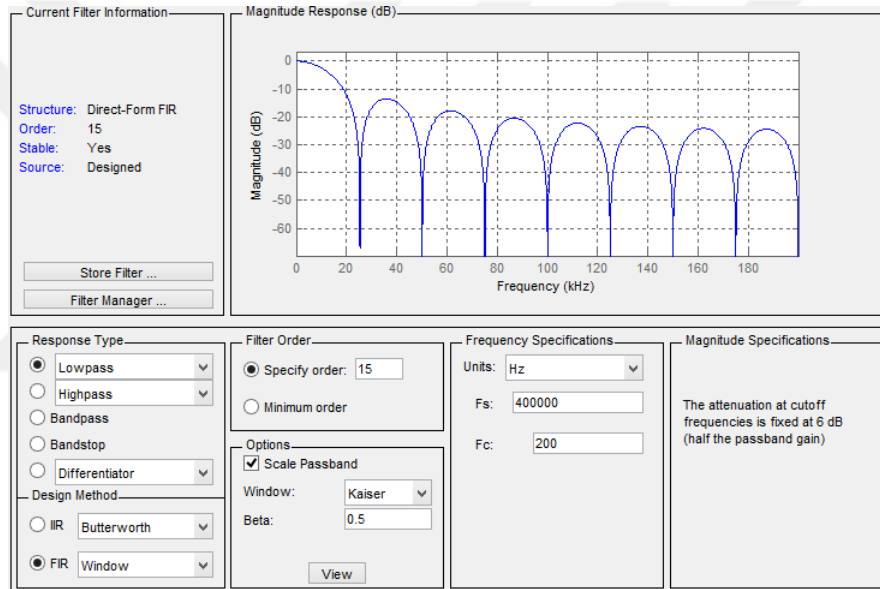 Current Filter Information
Structure: Direct-Form FIR
Order: 15
Stable: Yes
Source: Designed
Store Filter ...
Filter Manager ...
Magnitude Response (dB)
0
-10
-20
-30
-40
-50
-60
Magnitude (dB)
0 20 40 60 80 100 120 140 160 180
Frequency (kHz)
Response Type
Lowpass
Highpass
Bandpass
Bandstop
Differentiator
Design Method
IIR Butterworth
FIR Window
Filter Order
Specify order: 15
Minimum order
Options
Scale Passband
Window: Kaiser
Beta: 0.5
View
Frequency Specifications
Units: Hz
Fs: 400000
Fc: 200
Magnitude Specifications
The attenuation at cutoff
frequencies is fixed at 6 dB
(half the passband gain)